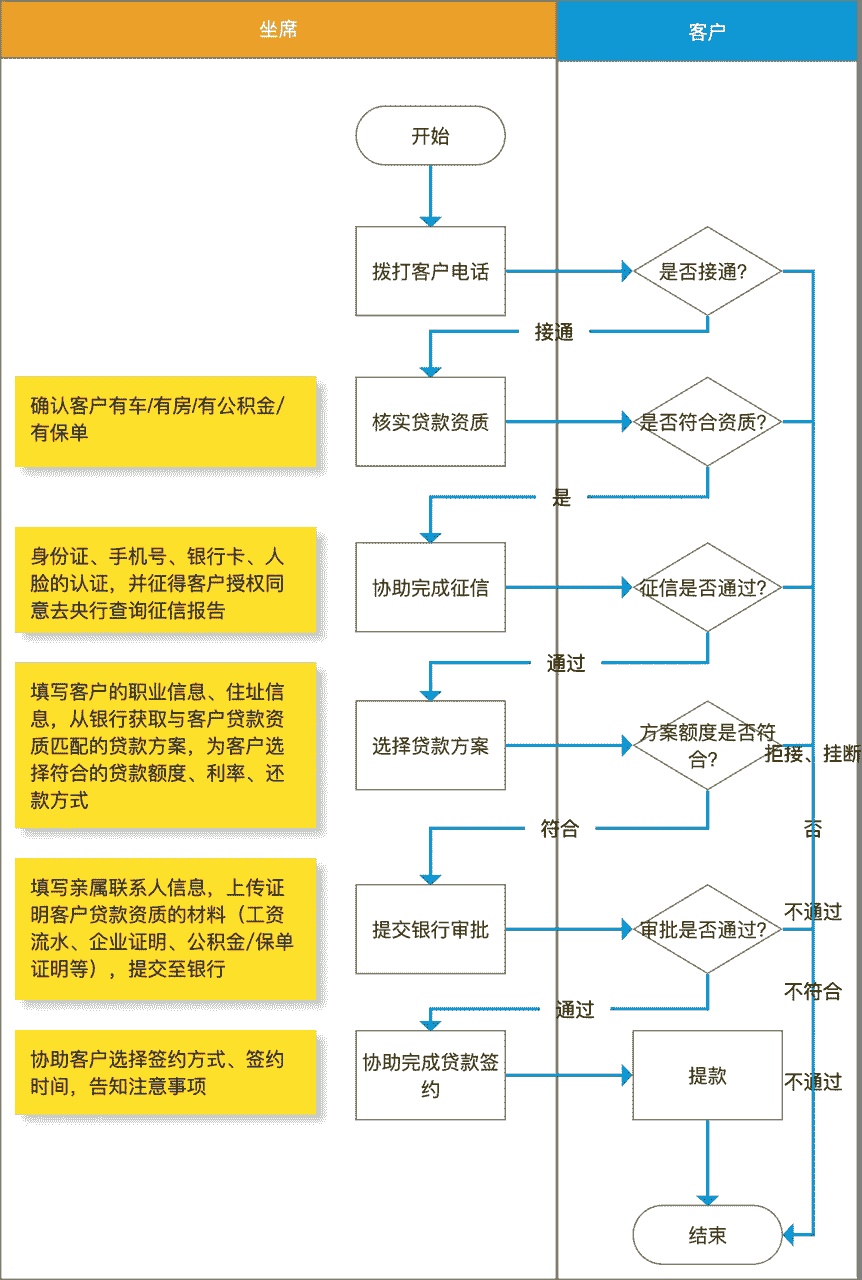 坐席
客户
开始
拨打客户电话
是否接通?
接通
确认客户有车/有房/有公积金/
有保单
核实贷款资质
是否符合资质?
是
身份证、手机号、银行卡、人
脸的认证，并征得客户授权同
意去央行查询征信报告
协助完成征信
征信是否通过?
通过
填写客户的职业信息、住址信
息，从银行获取与客户贷款资
质匹配的贷款方案，为客户选
择符合的贷款额度、利率、还
款方式
选择贷款方案
方案额度是否符
合?
拒接、挂断
符合
否
填写亲属联系人信息，上传证
明客户贷款资质的材料（工资
流水、企业证明、公积金/保单
证明等），提交至银行
提交银行审批
审批是否通过?
不通过
不符合
通过
协助客户选择签约方式、签约
时间，告知注意事项
协助完成贷款签
约
提款
不通过
结束